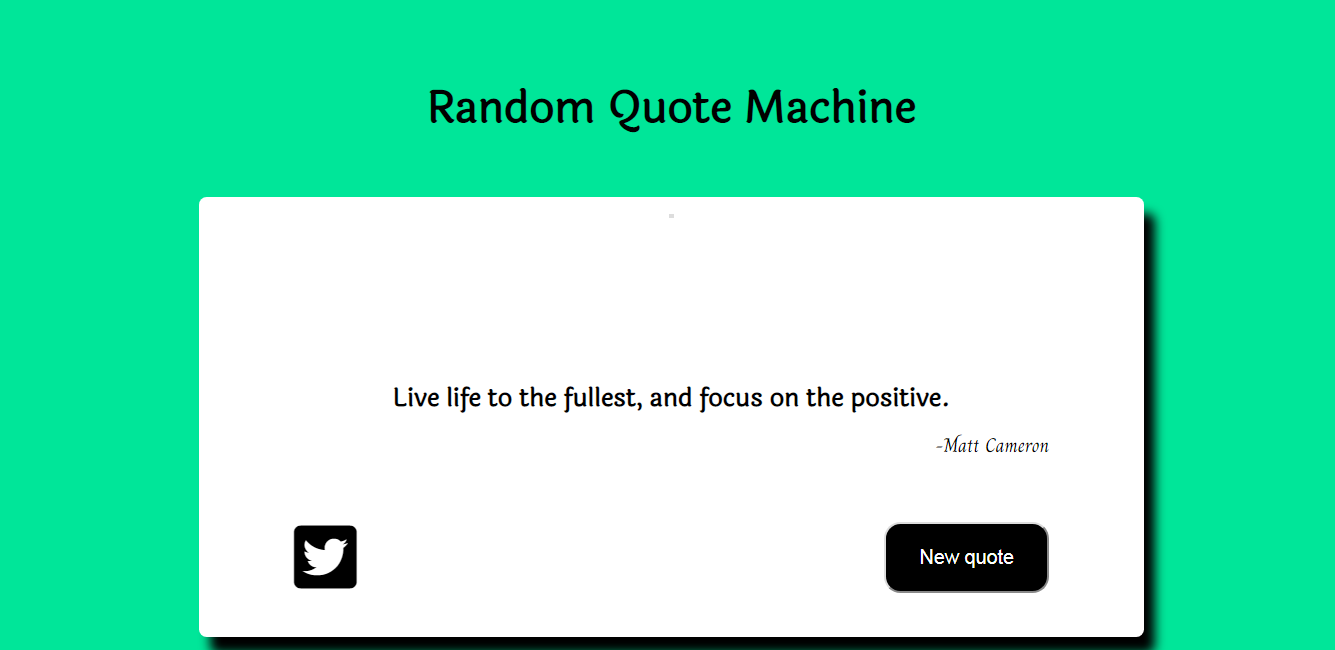 Random Quote Machine
Live life to the fullest, and focus on the positive.
-Matt Cameron
New quote